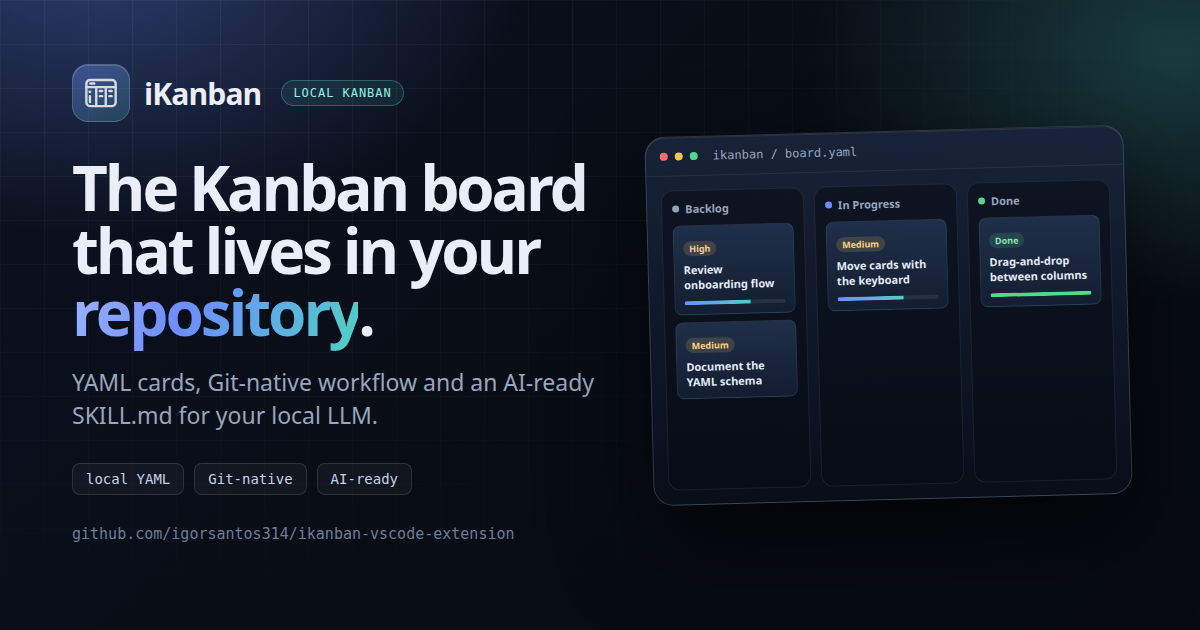 iKanban
LOCAL KANBAN
The Kanban board
that lives in your
repository.
YAML cards, Git-native workflow and an AI-ready
SKILL.md for your local LLM.
local YAML
Git-native
AI-ready
github.com/igorsantos314/ikanban-vscode-extension
ikanban / board.yaml
Backlog
High
Review
onboarding flow
Medium
Document the
YAML schema
In Progress
Medium
Move cards with
the keyboard
Done
Done
Drag-and-drop
between columns